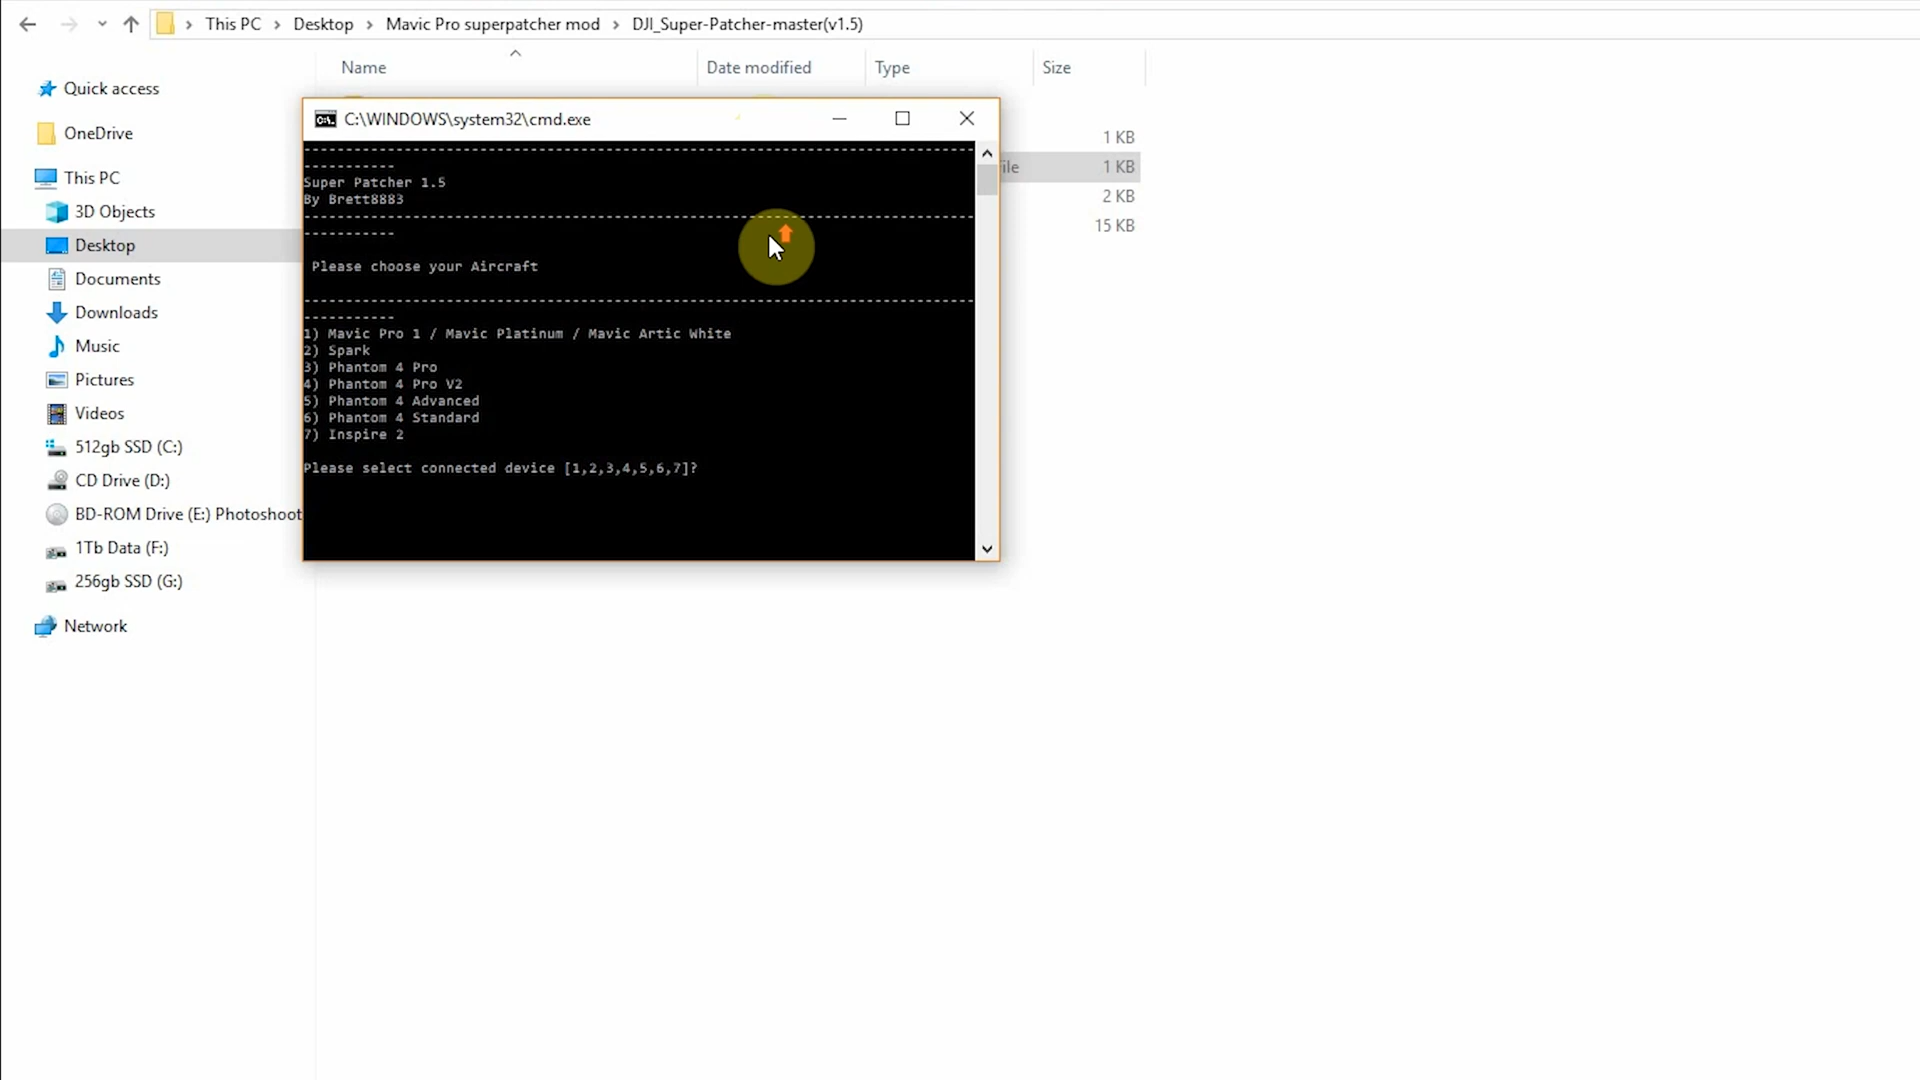 This PC > Desktop > Mavic Pro superpatcher mod > DJI_Super-Patcher-master(v1.5)
Name Date modified Type Size
Quick access
OneDrive
This PC
3D Objects
Desktop
Documents
Downloads
Music
Pictures
Videos
512gb SSD (C:)
CD Drive (D:)
BD-ROM Drive (E:) Photoshoot
1Tb Data (F:)
256gb SSD (G:)
Network
C:\WINDOWS\system32\cmd.exe
--------------------------------------------------------------------------------
-----------
Super Patcher 1.5
By Brett8883
--------------------------------------------------------------------------------
-----------
Please choose your Aircraft
--------------------------------------------------------------------------------
-----------
1) Mavic Pro 1 / Mavic Platinum / Mavic Artic White
2) Spark
3) Phantom 4 Pro
4) Phantom 4 Pro V2
5) Phantom 4 Advanced
6) Phantom 4 Standard
7) Inspire 2
Please select connected device [1,2,3,4,5,6,7]?
1 KB
1 KB
2 KB
15 KB